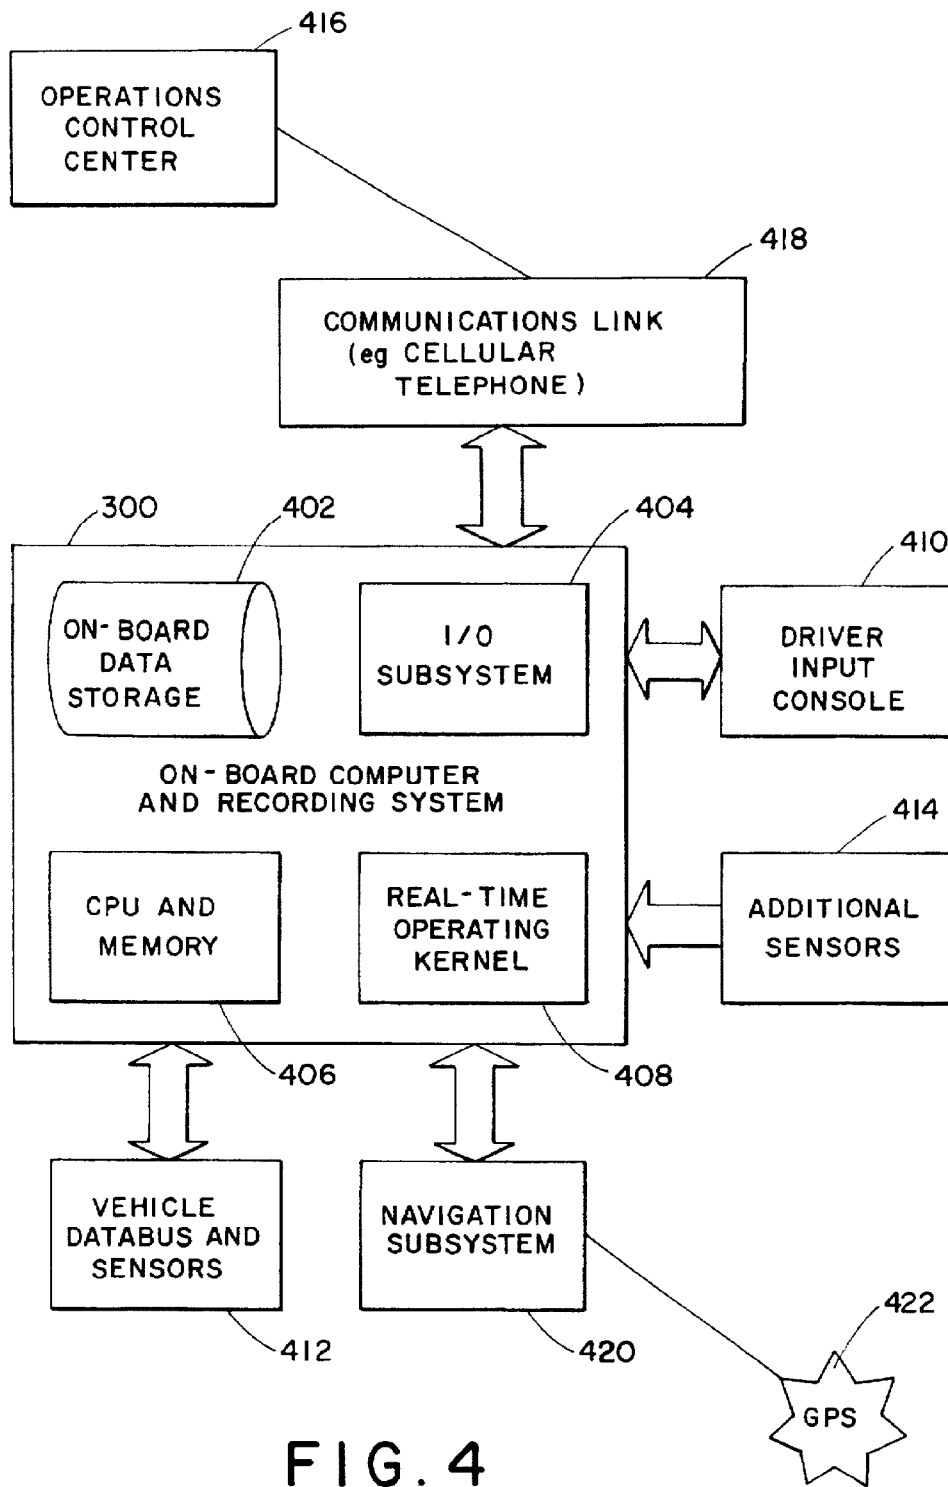 416
OPERATIONS
CONTROL
CENTER
418
COMMUNICATIONS LINK
(eg CELLULAR
TELEPHONE)
300
402
404
410
ON-BOARD
DATA
STORAGE
I/O
SUBSYSTEM
DRIVER
INPUT
CONSOLE
ON-BOARD COMPUTER
AND RECORDING SYSTEM
414
CPU AND
MEMORY
REAL-TIME
OPERATING
KERNEL
ADDITIONAL
SENSORS
406
408
VEHICLE
DATABUS AND
SENSORS
NAVIGATION
SUBSYSTEM
412
420
422
GPS
FIG. 4